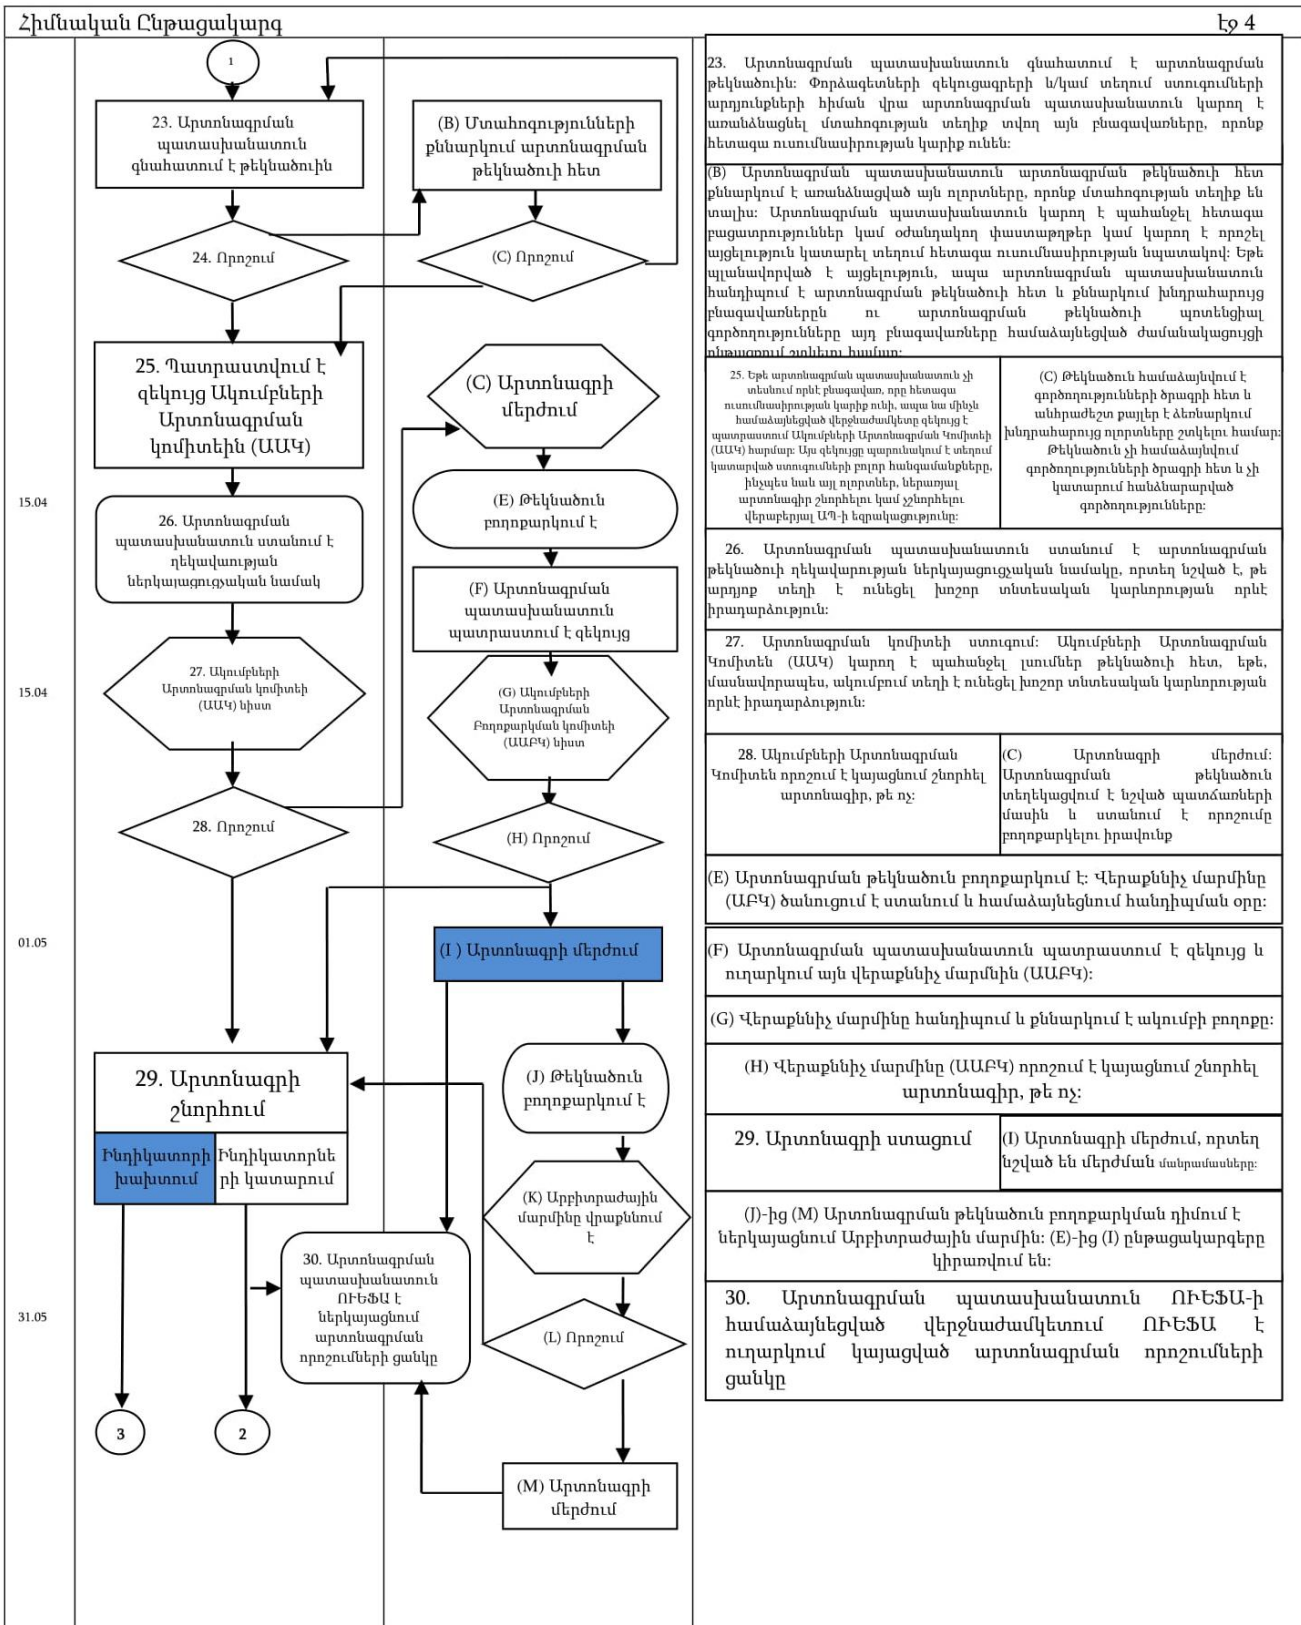 Հիմնական Ընթացակարգ
էջ 4
1
23. Արտոնագրման
պատասխանատուն
գնահատում է թեկնածուին
(B) Մտահոգությունների
քննարկում արտոնագրման
թեկնածուի հետ
24. Որոշում
(C) Որոշում
25. Պատրաստվում է
զեկույց Ակումբների
Արտոնագրման
կոմիտեին (ԱԱԿ)
(C) Արտոնագրի
մերժում
15.04
26. Արտոնագրման
պատասխանատուն ստանում է
ղեկավաության
ներկայացուցչական նամակ
(E) Թեկնածուն
բողոքարկում է
(F) Արտոնագրման
պատասխանատուն
պատրաստում է զեկույց
15.04
27. Ակումբների
Արտոնագրման կոմիտեի
(ԱԱԿ) նիստ
(G) Ակումբների
Արտոնագրման
Բողոքարկման կոմիտեի
(ԱԱԲԿ) նիստ
28. Որոշում
(H) Որոշում
01.05
(I ) Արտոնագրի մերժում
29. Արտոնագրի
շնորհում
Ինդիկատորի
խախտում
Ինդիկատորնե
րի կատարում
(J) Թեկնածուն
բողոքարկում է
(K) Արբիտրաժային
մարմինը վրաքննում
է
31.05
30. Արտոնագրման
պատասխանատուն
ՈՒԵՖԱ է
ներկայացնում
արտոնագրման
որոշումների ցանկը
(L) Որոշում
3
2
(M) Արտոնագրի
մերժում
23. Արտոնագրման պատասխանատուն գնահատում է արտոնագրման
թեկնածուին: Փորձագետների զեկուցագրերի և/կամ տեղում ստուգումների
արդյունքների հիման վրա արտոնագրման պատասխանատուն կարող է
առանձնացնել մտահոգության տեղիք տվող այն բնագավառները, որոնք
հետագա ուսումնասիրության կարիք ունեն:
(B) Արտոնագրման պատասխանատուն արտոնագրման թեկնածուի հետ
քննարկում է առանձնացված այն ոլորտները, որոնք մտահոգության տեղիք են
տալիս: Արտոնագրման պատասխանատուն կարող է պահանջել հետագա
բացատրություններ կամ օժանդակող փաստաթղթեր կամ կարող է որոշել
այցելություն կատարել տեղում հետագա ուսումնասիրության նպատակով: Եթե
պլանավորված է այցելություն, ապա արտոնագրման պատասխանատուն
հանդիպում է արտոնագրման թեկնածուի հետ և քննարկում խնդրահարույց
բնագավառներըն ու արտոնագրման թեկնածուի պոտենցիալ
գործողությունները այդ բնագավառները համաձայնեցված ժամանակացույցի
ընթացքում շտկելու համար:
25. Եթե արտոնագրման պատասխանատուն չի
տեսնում որևէ բնագավառ, որը հետագա
ուսումնասիրության կարիք ունի, ապա նա մինչև
համաձայնեցված վերջնաժամկետը զեկույց է
պատրաստում Ակումբների Արտոնագրման Կոմիտեի
(ԱԱԿ) հարմար: Այս զեկույցը պարունակում է տեղում
կատարված ստուգումների բոլոր հանգամանքները,
ինչպես նաև այլ ոլորտներ, ներառյալ
արտոնագիր շնորհելու կամ չշնորհելու
վերաբերյալ ԱՊ-ի եզրակացությունը:
(C) Թեկնածուն համաձայնվում է
գործողությունների ծրագրի հետ և
անհրաժեշտ քայլեր է ձեռնարկում
խնդրահարույց ոլորտները շտկելու համար:
Թեկնածուն չի համաձայնվում
գործողությունների ծրագրի հետ և չի
կատարում հանձնարարված
գործողությունները:
26. Արտոնագրման պատասխանատուն ստանում է արտոնագրման
թեկնածուի ղեկավարության ներկայացուցչական նամակը, որտեղ նշված է, թե
արդյոք տեղի է ունեցել խոշոր տնտեսական կարևորության որևէ
իրադարձություն:
27. Արտոնագրման կոմիտեի ստուգում: Ակումբների Արտոնագրման
Կոմիտեն (ԱԱԿ) կարող է պահանջել լսումներ թեկնածուի հետ, եթե,
մասնավորապես, ակումբում տեղի է ունեցել խոշոր տնտեսական կարևորության
որևէ իրադարձություն:
28. Ակումբների Արտոնագրման
Կոմիտեն որոշում է կայացնում շնորհել
արտոնագիր, թե ոչ:
(C) Արտոնագրի մերժում:
Արտոնագրման թեկնածուն
տեղեկացվում է նշված պատճառների
մասին և ստանում է որոշումը
բողոքարկելու իրավունք
(E) Արտոնագրման թեկնածուն բողոքարկում է: Վերաքննիչ մարմինը
(ԱԲԿ) ծանուցում է ստանում և համաձայնեցնում հանդիպման օրը:
(F) Արտոնագրման պատասխանատուն պատրաստում է զեկույց և
ուղարկում այն վերաքննիչ մարմնին (ԱԱԲԿ):
(G) Վերաքննիչ մարմինը հանդիպում և քննարկում է ակումբի բողոքը:
(H) Վերաքննիչ մարմինը (ԱԱԲԿ) որոշում է կայացնում շնորհել
արտոնագիր, թե ոչ:
29. Արտոնագրի ստացում
(I) Արտոնագրի մերժում, որտեղ
նշված են մերժման մանրամասները:
(J)-ից (M) Արտոնագրման թեկնածուն բողոքարկման դիմում է
ներկայացնում Արբիտրաժային մարմին: (E)-ից (I) ընթացակարգերը
կիրառվում են:
30. Արտոնագրման պատասխանատուն ՈՒԵՖԱ-ի
համաձայնեցված վերջնաժամկետում ՈՒԵՖԱ է
ուղարկում կայացված արտոնագրման որոշումների
ցանկը